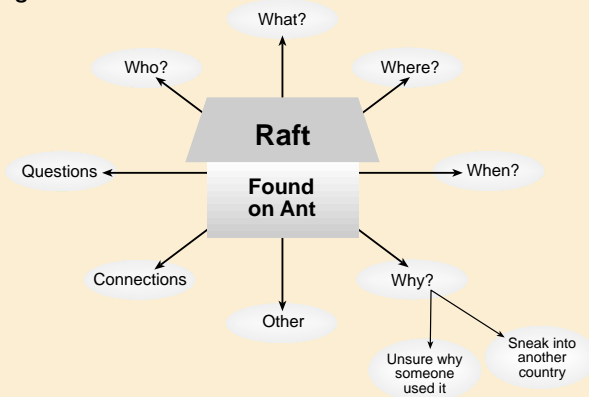 g
What?
Who?
Where?
Raft
Questions
When?
Found
on Ant
Connections
Why?
Other
Unsure why
someone
used it
Sneak into
another
country